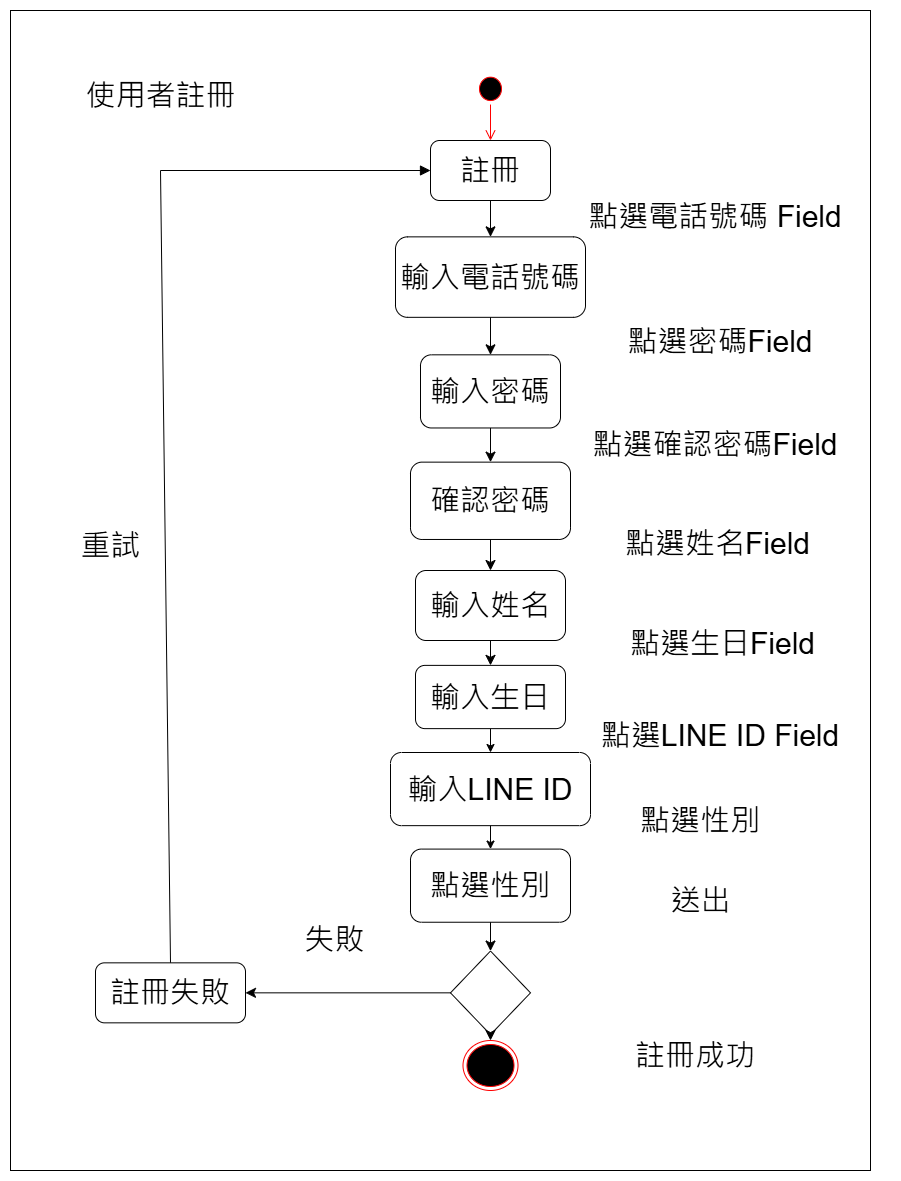 使用者註冊
註冊
點選電話號碼 Field
輸入電話號碼
點選密碼Field
輸入密碼
點選確認密碼Field
確認密碼
重試
點選姓名Field
輸入姓名
點選生日Field
輸入生日
點選LINE ID Field
輸入LINE ID
點選性別
點選性別
送出
失敗
註冊失敗
註冊成功